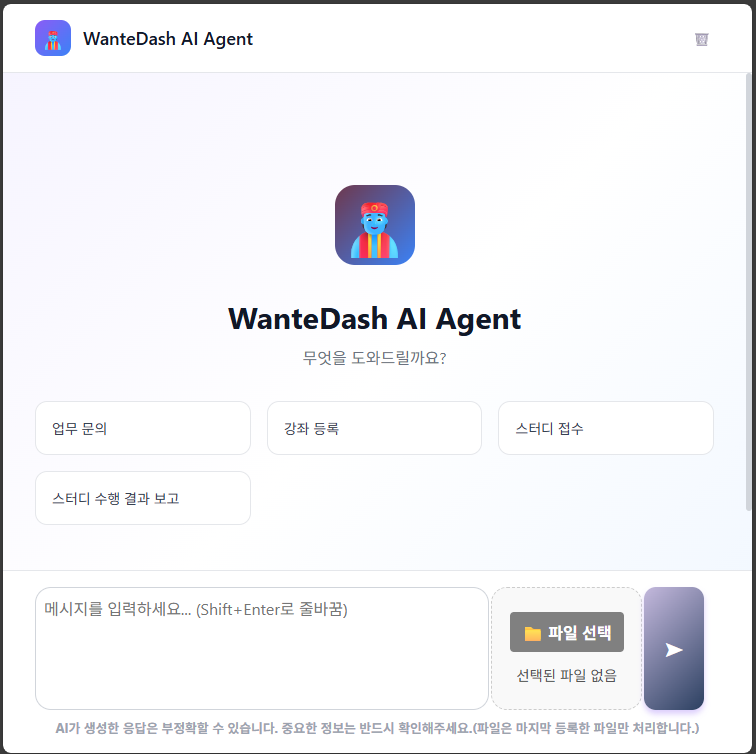 WanteDash AI Agent
WanteDash AI Agent
무엇을 도와드릴까요?
업무 문의
강좌 등록
스터디 접수
스터디 수행 결과 보고
메시지를 입력하세요... (Shift+Enter로 줄바꿈)
파일 선택
선택된 파일 없음
AI가 생성한 응답은 부정확할 수 있습니다. 중요한 정보는 반드시 확인해주세요.(파일은 마지막 등록한 파일만 처리합니다.)